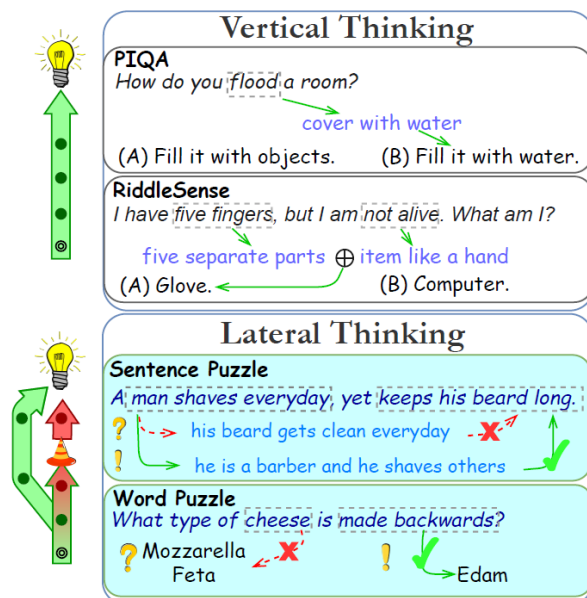 Vertical Thinking
PIQA
How do you flood a room?
cover with water
(A) Fill it with objects. (B) Fill it with water.
RiddleSense
I have five fingers, but I am not alive. What am I?
five separate parts ⊕ item like a hand
(A) Glove. (B) Computer.
Lateral Thinking
Sentence Puzzle
A man shaves everyday, yet keeps his beard long.
? his beard gets clean everyday
! he is a barber and he shaves others
Word Puzzle
What type of cheese is made backwards?
? Mozzarella !
Feta Edam